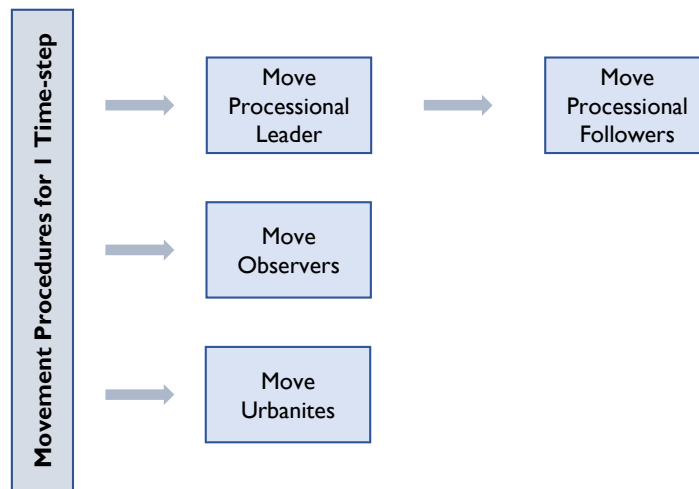 Movement Procedures for 1 Time-step
Move
Processional
Leader
Move
Processional
Followers
Move
Observers
Move
Urbanites